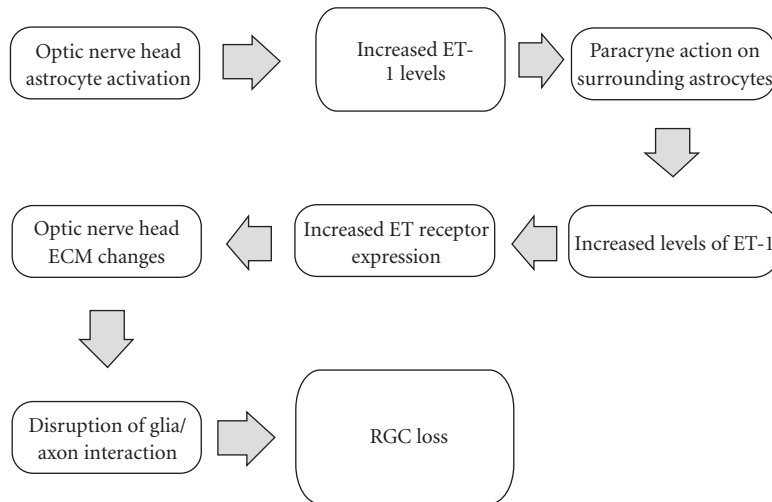 Optic nerve head
astrocyte activation
Increased ET-
1 levels
Paracryne action on
surrounding astrocytes
Increased levels of ET-1
Increased ET receptor
expression
Optic nerve head
ECM changes
Disruption of glia/
axon interaction
RGC loss